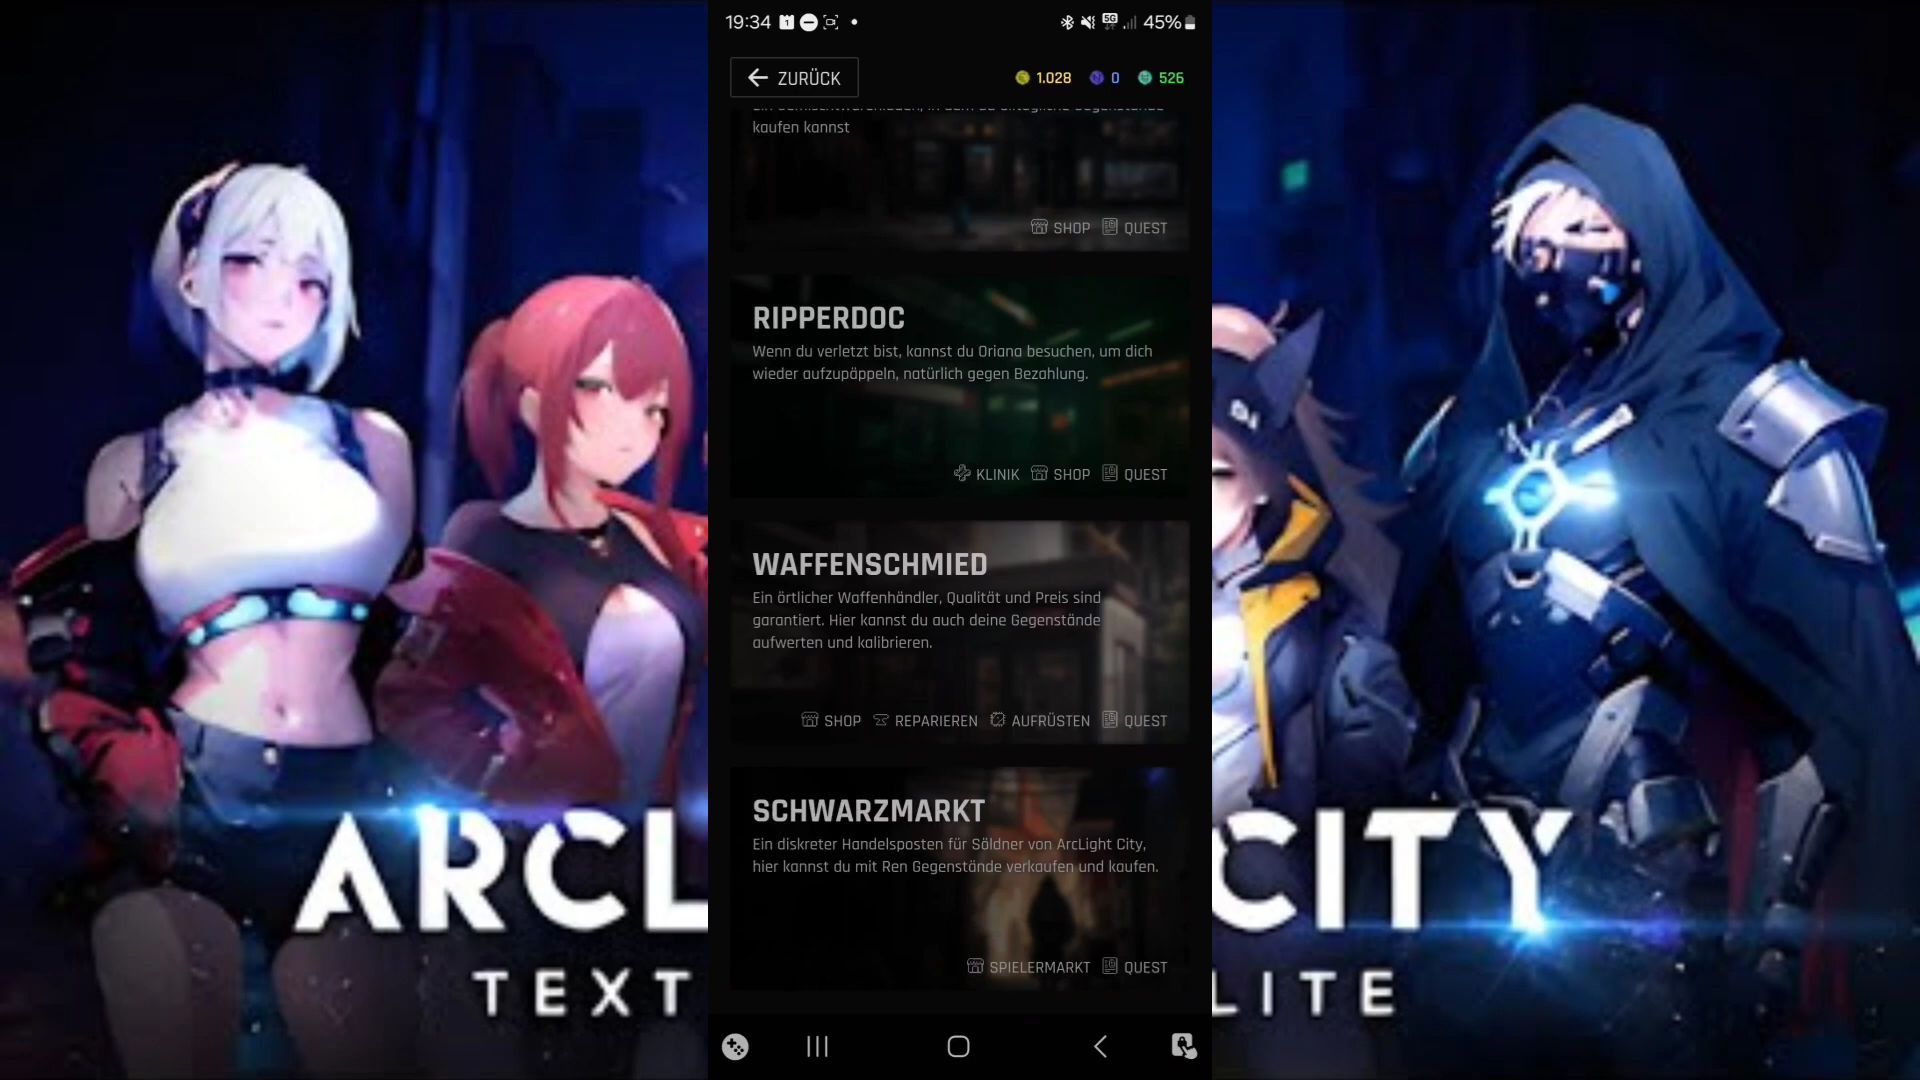 19:34
45%
ZURÜCK
1.028
0
526
kaufen kannst
SHOP QUEST
RIPPERDOC
Wenn du verletzt bist, kannst du Oriana besuchen, um dich
wieder aufzupäppeln, natürlich gegen Bezahlung.
KLINIK SHOP QUEST
WAFFENSCHMIED
Ein örtlicher Waffenhändler, Qualität und Preis sind
garantiert. Hier kannst du auch deine Gegenstände
aufwerten und kalibrieren.
SHOP REPARIEREN AUFRÜSTEN QUEST
SCHWARZMARKT
Ein diskreter Handelsposten für Söldner von ArcLight City,
hier kannst du mit Ren Gegenstände verkaufen und kaufen.
SPIELERMARKT QUEST
ARCL CITY
TEXT LITE